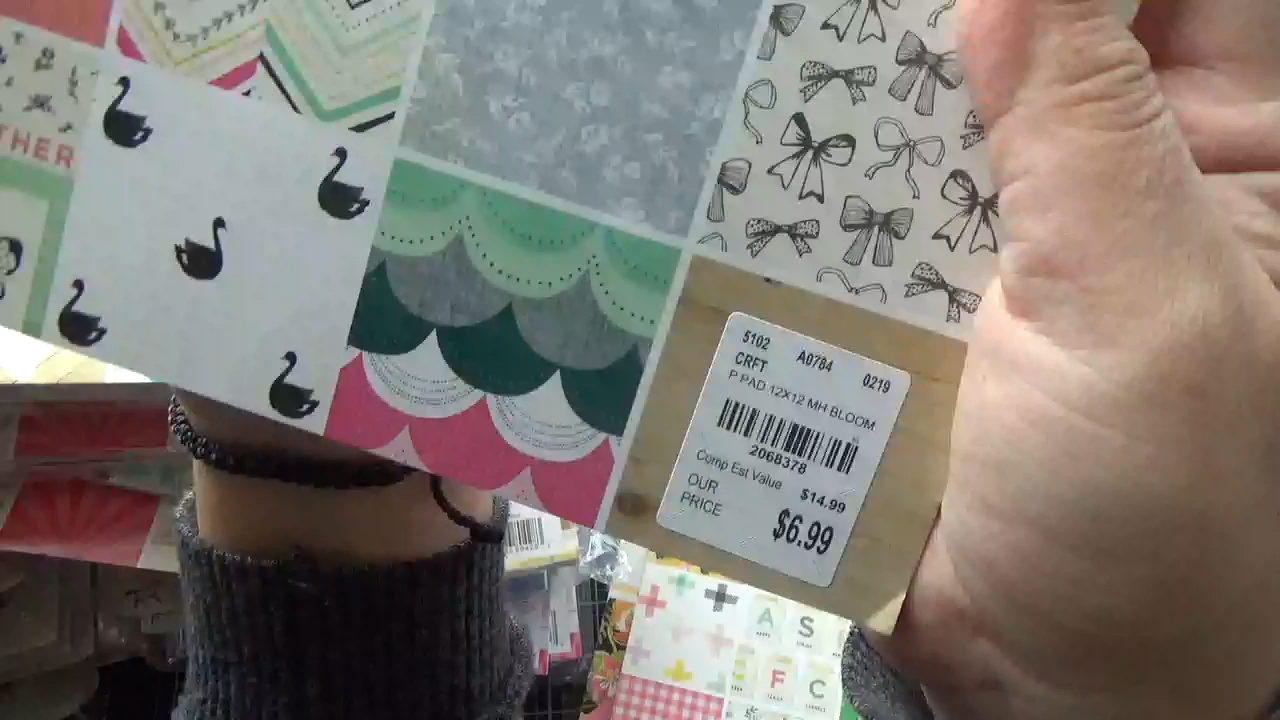 THER
5102 A0784 0219
CRFT
P PAD 12X12 MH BLOOM
2068378
Comp Est Value $14.99
OUR
PRICE $6.99
A S
F C